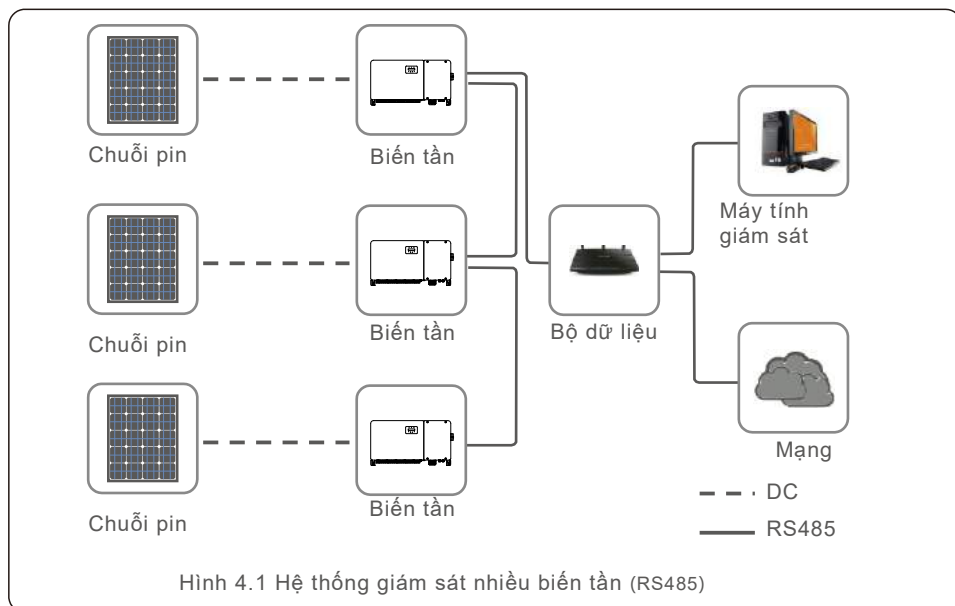 Chuỗi pin
Biến tần
Chuỗi pin
Biến tần
Chuỗi pin
Biến tần
Bộ dữ liệu
Máy tính
giám sát
Mạng
DC
RS485
Hình 4.1 Hệ thống giám sát nhiều biến tần (RS485)